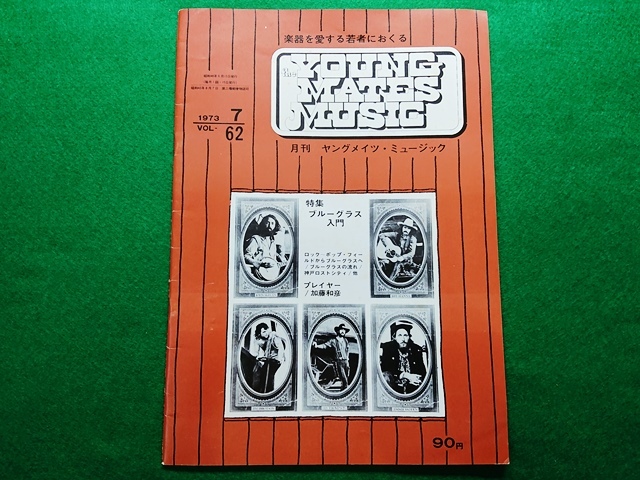 楽器を愛する若者におくる
The
YOUNG
MATES
MUSIC
月刊 ヤングメイツ・ミュージック
1973 7
VOL- 62
特集
ブルーグラス
入門
ロック・ポップ・フィー
ルドからブルーグラスへ
/ブルーグラスの流れ/
神戸ロストシティ/他
プレイヤー
/加藤和彦
90円